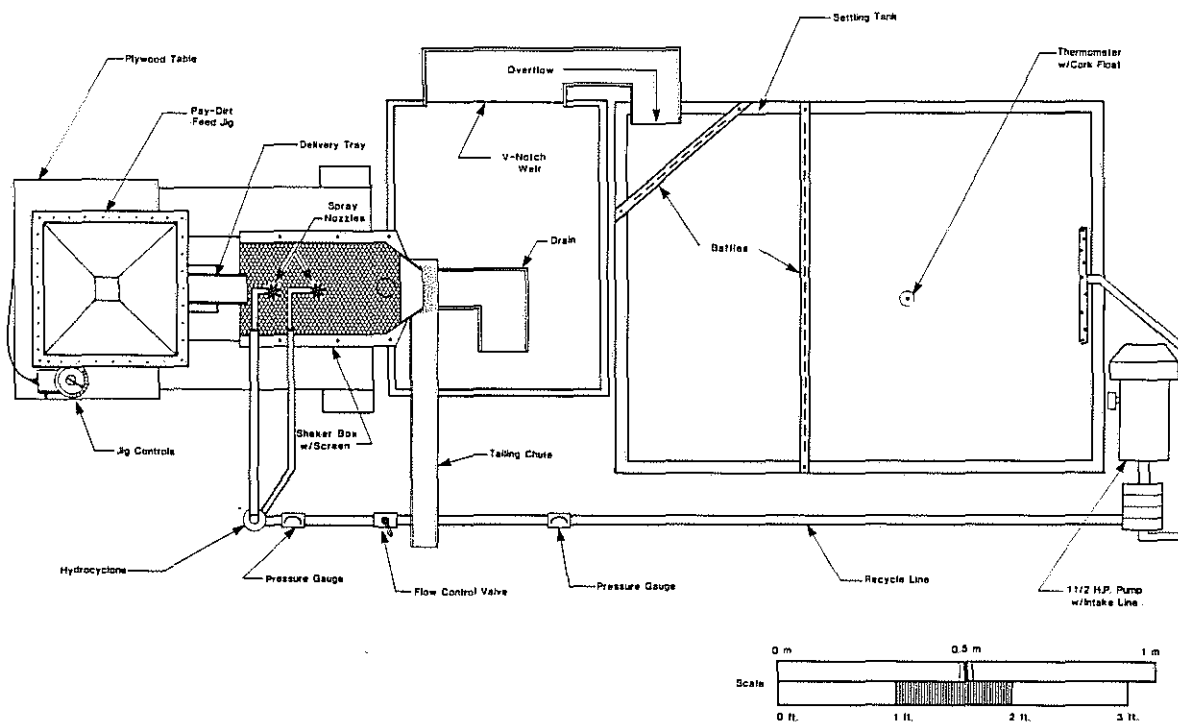 Settling Tank
Plywood Table
Overflow
Thermometer
w/Cork Float
Pay-Dirt
Feed Jig
Delivery Tray
V-Notch
Weir
Spray
Nozzles
Drain
Baffles
Jig Controls
Shaker Box
w/Screen
Tailing Chute
Hydrocyclone
Pressure Gauge
Flow Control Valve
Pressure Gauge
Recycle Line
1 1/2 H.P. Pump
w/Intake Line
0 m
0.5 m
1 m
Scale
0 ft.
1 ft.
2 ft.
3 ft.